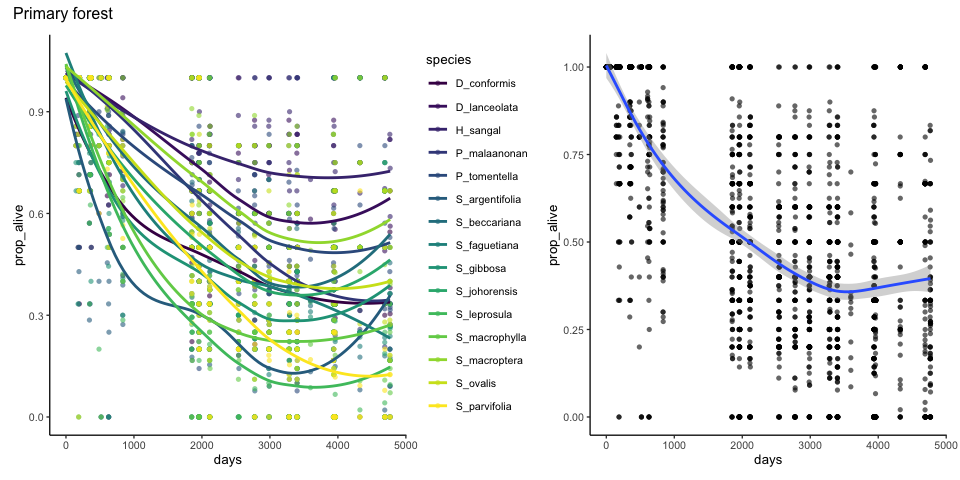 Primary forest
prop_alive
0.9
0.6
0.3
0.0
0 1000 2000 3000 4000 5000
days
species
D_conformis
D_lanceolata
H_sangal
P_malaanonan
P_tomentella
S_argentifolia
S_beccariana
S_faguetiana
S_gibbosa
S_johorensis
S_leprosula
S_macrophylla
S_macroptera
S_ovalis
S_parvifolia
prop_alive
1.00
0.75
0.50
0.25
0.00
0 1000 2000 3000 4000 5000
days